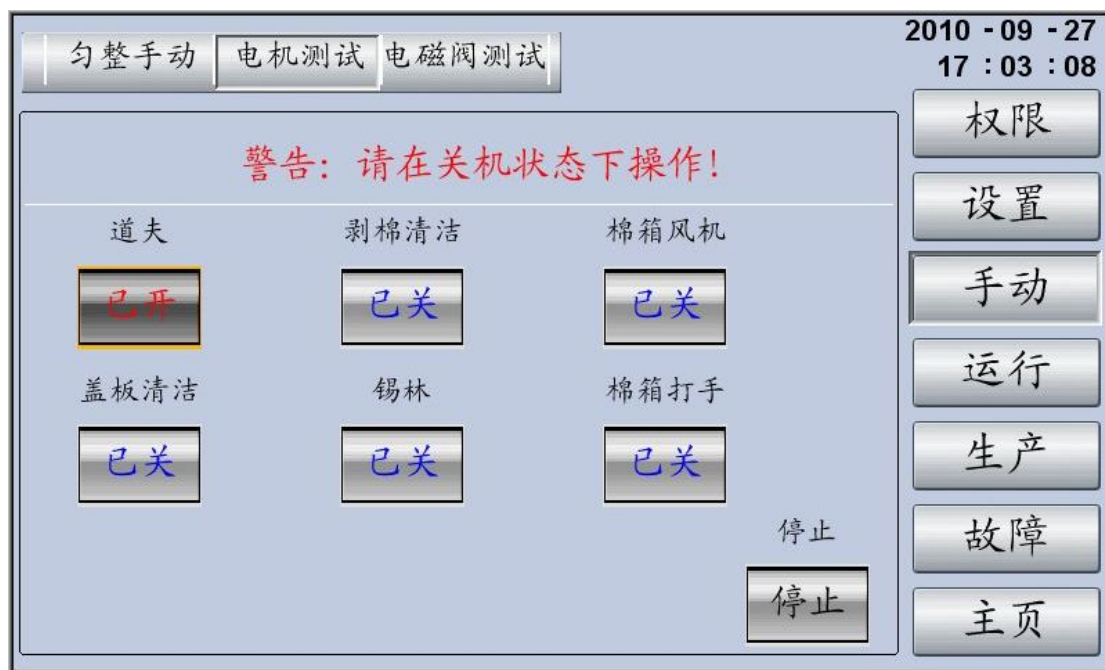 匀整手动 电机测试 电磁阀测试
2010 - 09 - 27
17 : 03 : 08
警告: 请在关机状态下操作!
道夫 剥棉清洁 棉箱风机
已开 已关 已关
盖板清洁 锡林 棉箱打手
已关 已关 已关
停止
停止
权限
设置
手动
运行
生产
故障
主页